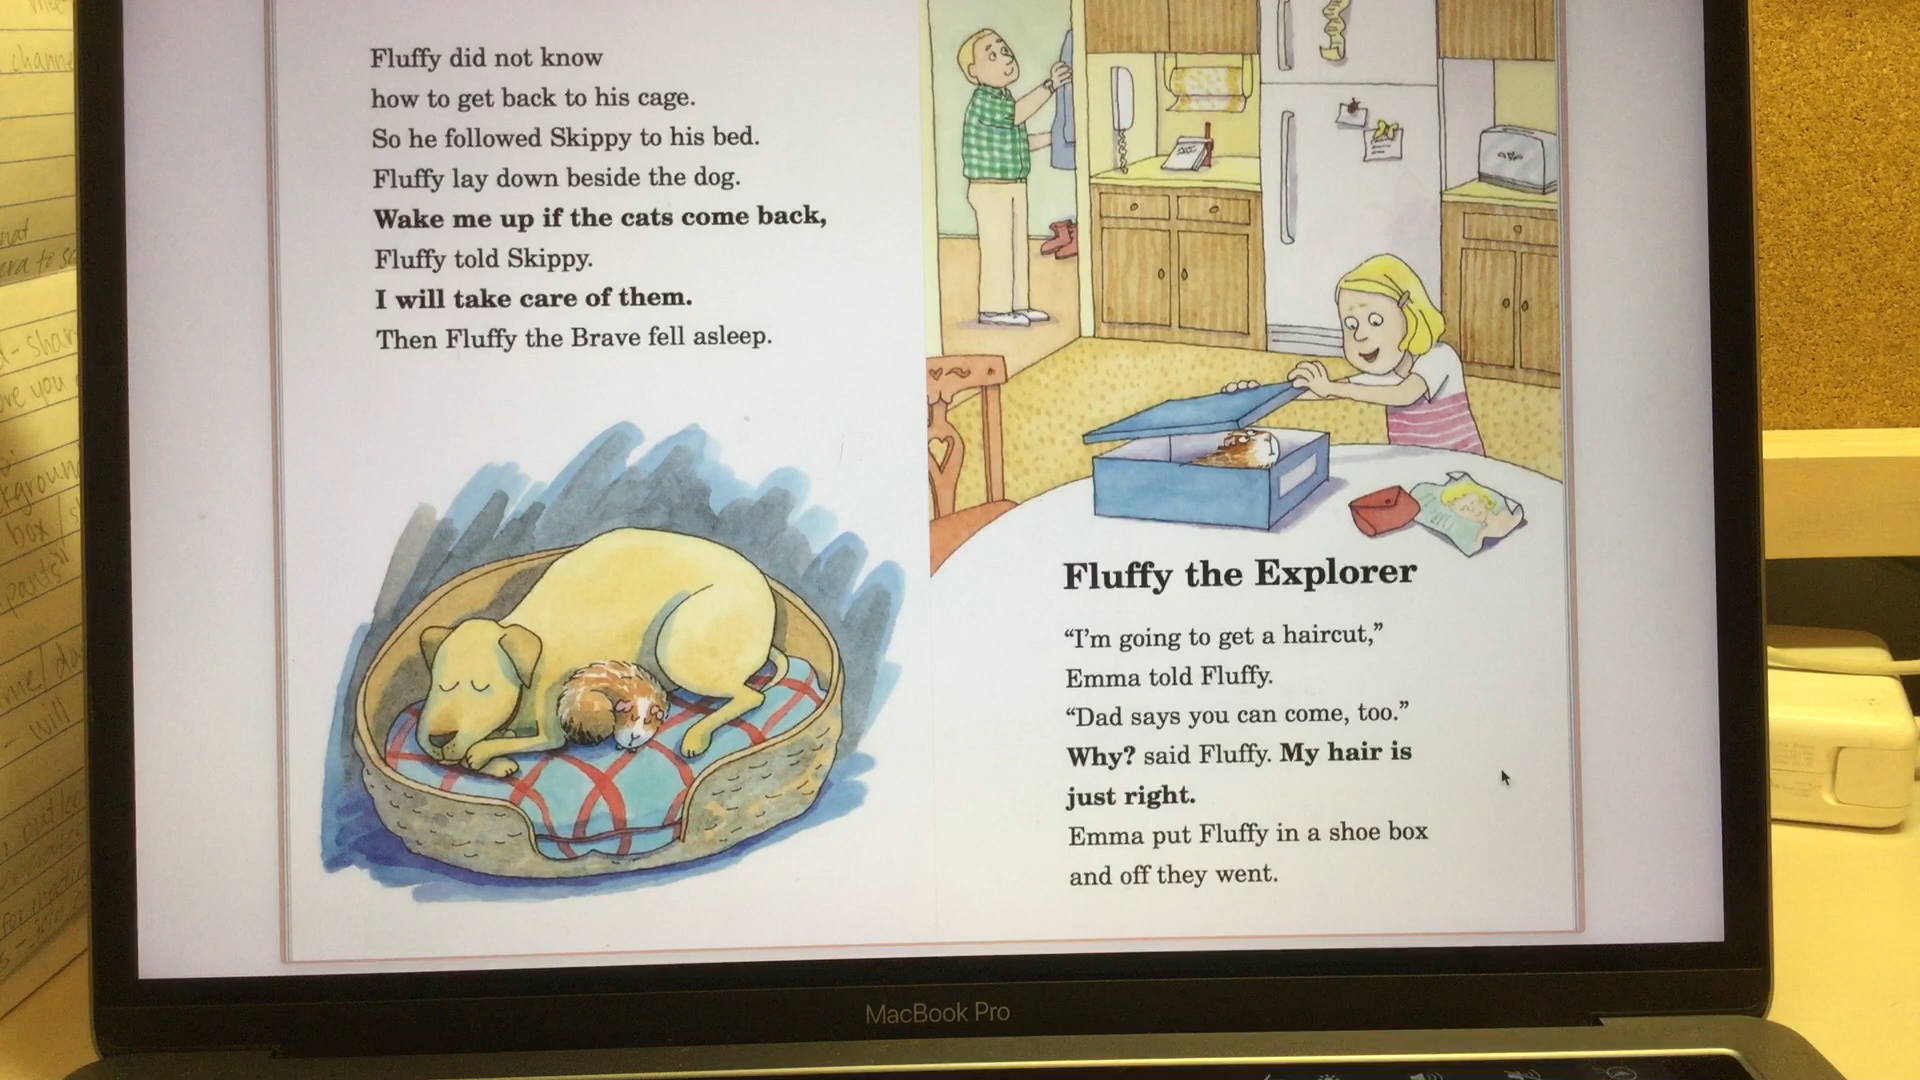 Fluffy did not know
how to get back to his cage.
So he followed Skippy to his bed.
Fluffy lay down beside the dog.
Wake me up if the cats come back,
Fluffy told Skippy.
I will take care of them.
Then Fluffy the Brave fell asleep.
Fluffy the Explorer
“I’m going to get a haircut,”
Emma told Fluffy.
“Dad says you can come, too.”
Why? said Fluffy. My hair is
just right.
Emma put Fluffy in a shoe box
and off they went.
MacBook Pro